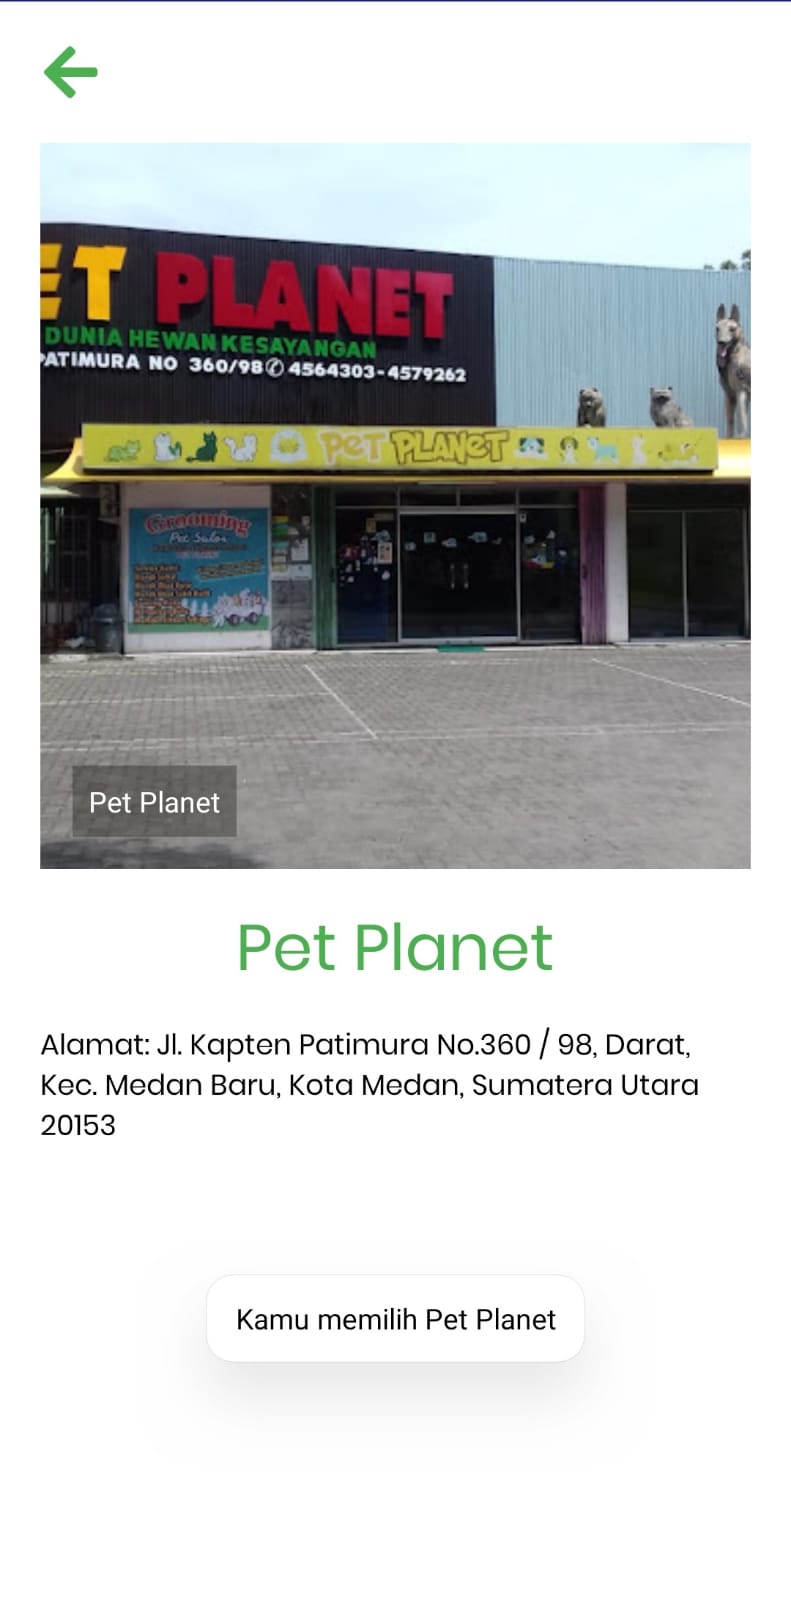 ET PLANET
DUNIA HEWAN KESAYANGAN
PATIMURA NO 360/98✆ 4564303-4579262
PET PLANET
Grooming
Pet Salon
Pet Planet
Pet Planet
Alamat: Jl. Kapten Patimura No.360 / 98, Darat,
Kec. Medan Baru, Kota Medan, Sumatera Utara
20153
Kamu memilih Pet Planet